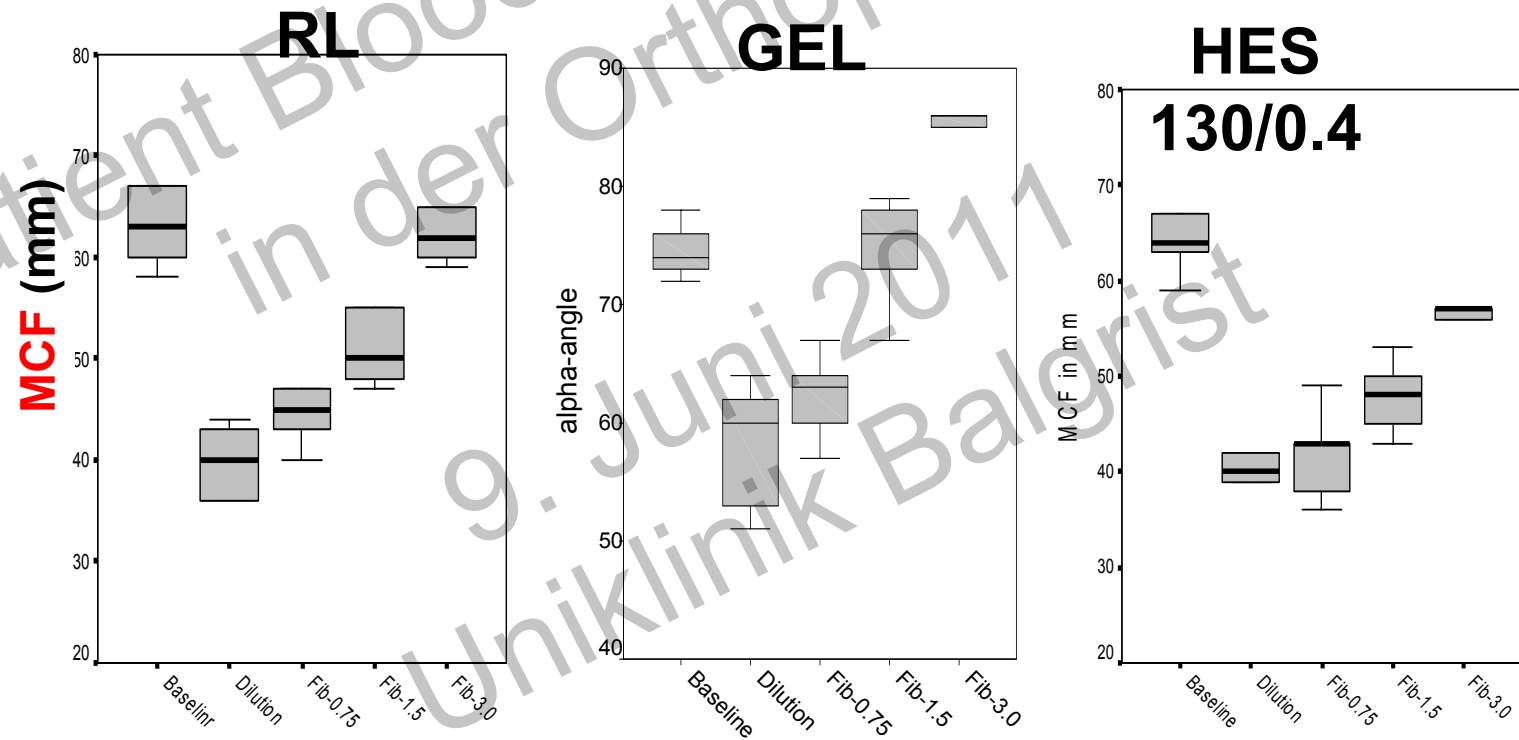 RL
MCF (mm)
80
70
60
50
40
30
20
Baselinr
Dilution
Fib-0.75
Fib-1.5
Fib-3.0
GEL
alpha-angle
90
80
70
60
50
40
Baseline
Dilution
Fib-0.75
Fib-1.5
Fib-3.0
HES
130/0.4
MCF in mm
80
70
60
50
40
30
20
Baseline
Dilution
Fib-0.75
Fib-1.5
Fib-3.0
in der
9. Juni 2011
Uniklinik Balgrist